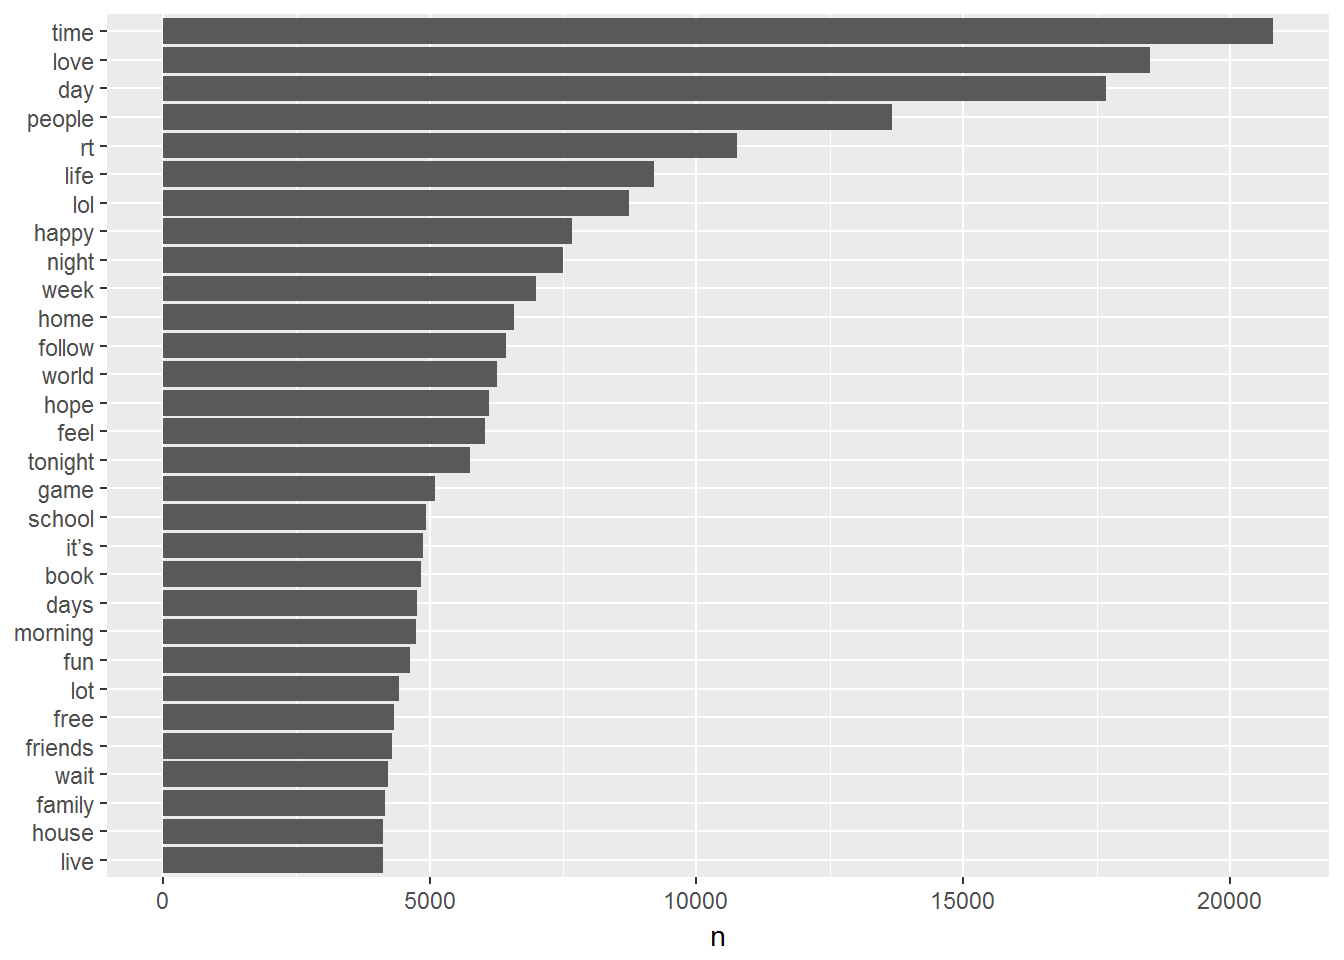 time
love
day
people
rt
life
lol
happy
night
week
home
follow
world
hope
feel
tonight
game
school
it’s
book
days
morning
fun
lot
free
friends
wait
family
house
live
0 5000 10000 15000 20000
n